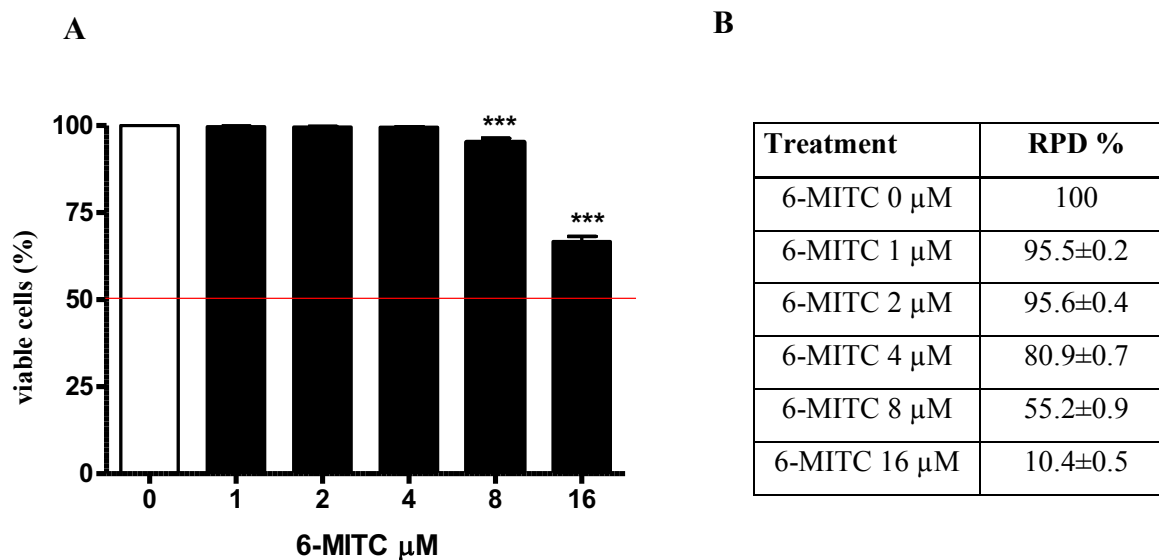 A
B
viable cells (%)
100
75
50
25
0
***
***
0 1 2 4 8 16
6-MITC µM
Treatment RPD %
6-MITC 0 µM 100
6-MITC 1 µM 95.5±0.2
6-MITC 2 µM 95.6±0.4
6-MITC 4 µM 80.9±0.7
6-MITC 8 µM 55.2±0.9
6-MITC 16 µM 10.4±0.5